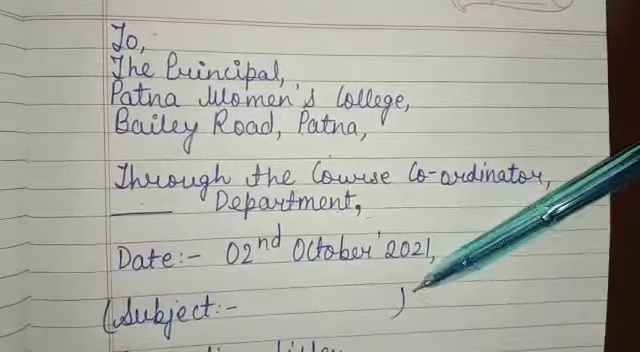 To,
The Principal,
Patna Women's College,
Bailey Road, Patna,
Through the Course Co-ordinator,
____ Department,
Date:- 02nd October'2021,
(Subject:- )